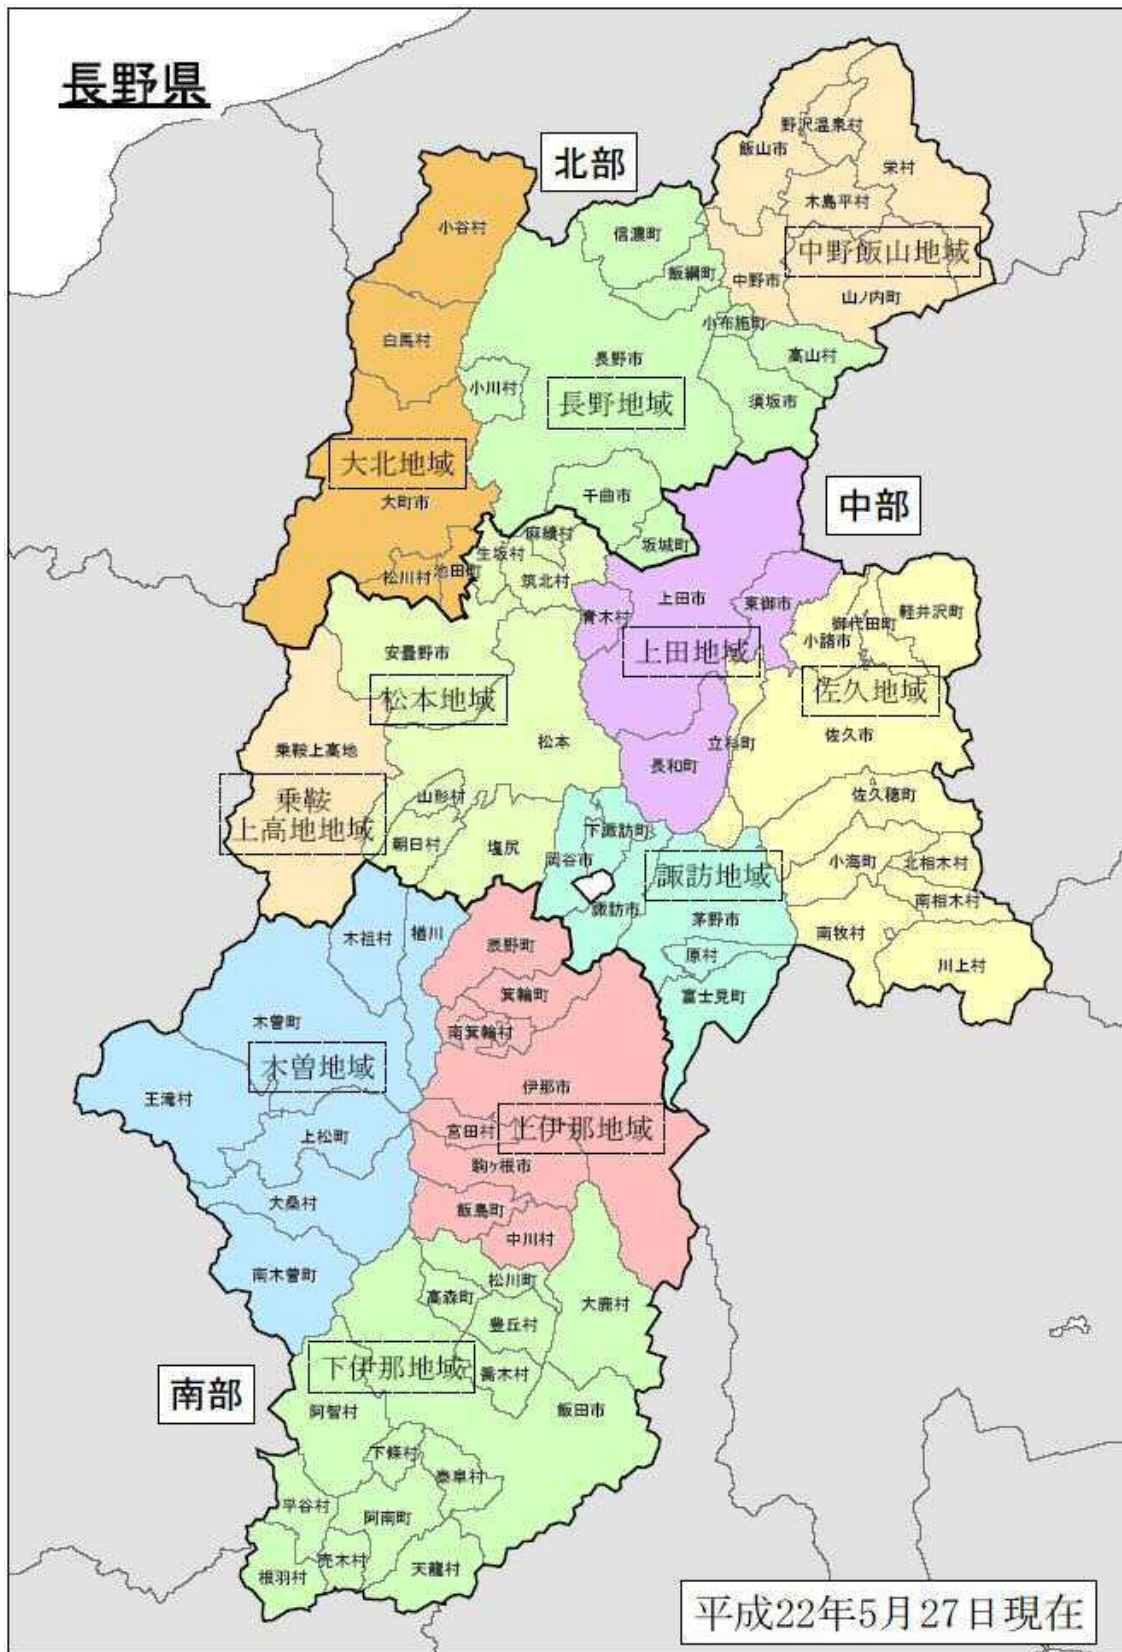 長野県
北部
野沢温泉村
飯山市
栄村
木島平村
小谷村
信濃町
中野飯山地域
飯綱町
中野市
山ノ内町
小布施町
白馬村
長野市
高山村
小川村
長野地域
須坂市
大北地域
千曲市
中部
大町市
坂城町
麻績村
生坂村
筑北村
松川村
池田町
上田市
東御市
青木村
軽井沢町
御代田町
小諸市
安曇野市
上田地域
松本地域
佐久地域
佐久市
松本
立科町
乗鞍上高地
長和町
乗鞍
上高地地域
山形村
佐久穂町
朝日村
塩尻
下諏訪町
岡谷市
諏訪地域
小海町
北相木村
諏訪市
南相木村
茅野市
木祖村
楢川
辰野町
南牧村
原村
川上村
箕輪町
富士見町
木曽町
南箕輪村
木曽地域
伊那市
王滝村
上松町
宮田村
上伊那地域
駒ヶ根市
大桑村
飯島町
中川村
南木曽町
松川町
高森町
大鹿村
豊丘村
下伊那地域
喬木村
南部
阿智村
飯田市
下條村
泰阜村
平谷村
阿南町
売木村
天龍村
根羽村
平成22年5月27日現在